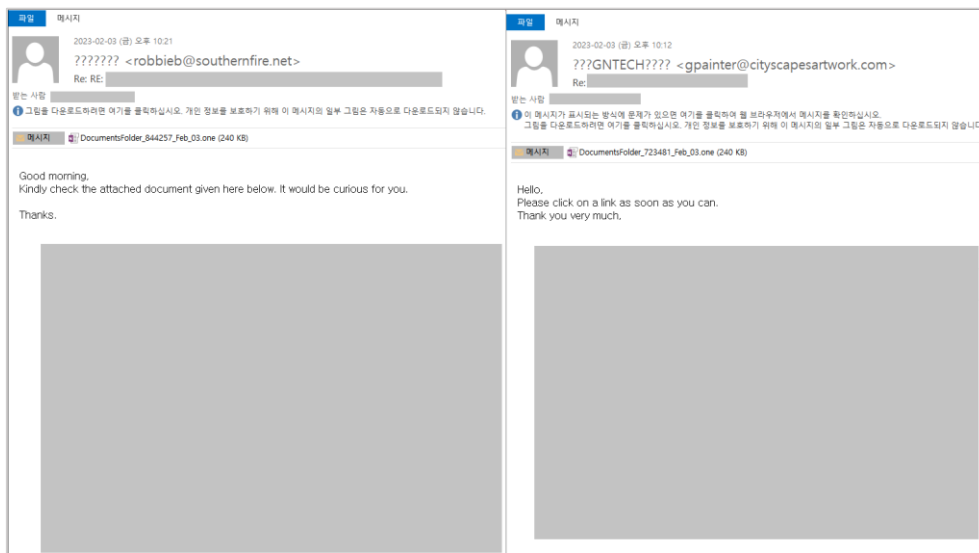 파일 메시지
2023-02-03 (금) 오후 10:21
??????? <robbieb@southernfire.net>
Re: RE:
받는 사람
그림을 다운로드하려면 여기를 클릭하십시오. 개인 정보를 보호하기 위해 이 메시지의 일부 그림은 자동으로 다운로드되지 않습니다.
메시지 DocumentsFolder_844257_Feb_03.one (240 KB)
Good morning,
Kindly check the attached document given here below. It would be curious for you.
Thanks.
파일 메시지
2023-02-03 (금) 오후 10:12
???GNTECH???? <gpainter@cityscapesartwork.com>
Re:
받는 사람
이 메시지가 표시되는 방식에 문제가 있으면 여기를 클릭하여 웹 브라우저에서 메시지를 확인하십시오.
그림을 다운로드하려면 여기를 클릭하십시오. 개인 정보를 보호하기 위해 이 메시지의 일부 그림은 자동으로 다운로드되지 않습니다
메시지 DocumentsFolder_723481_Feb_03.one (240 KB)
Hello,
Please click on a link as soon as you can.
Thank you very much,